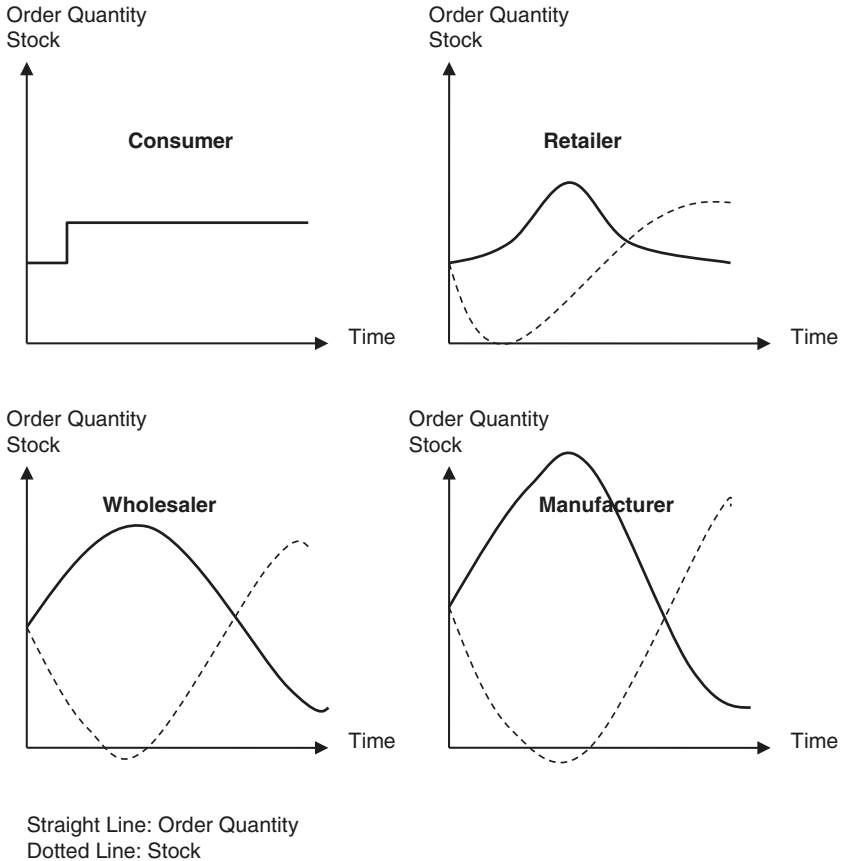 Order Quantity
Stock
Consumer
Time
Order Quantity
Stock
Retailer
Time
Order Quantity
Stock
Wholesaler
Time
Order Quantity
Stock
Manufacturer
Time
Straight Line: Order Quantity
Dotted Line: Stock